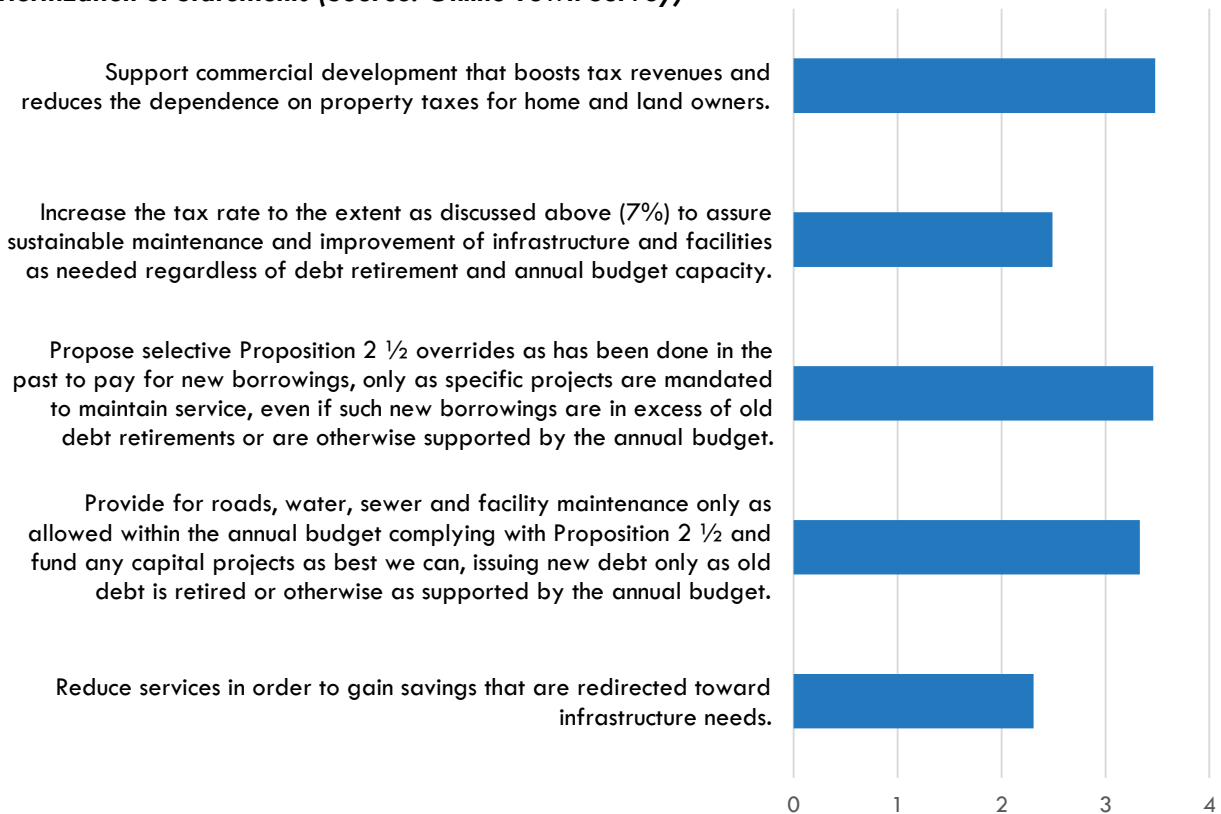 Support commercial development that boosts tax revenues and
reduces the dependence on property taxes for home and land owners.
Increase the tax rate to the extent as discussed above (7%) to assure
sustainable maintenance and improvement of infrastructure and facilities
as needed regardless of debt retirement and annual budget capacity.
Propose selective Proposition 2 ½ overrides as has been done in the
past to pay for new borrowings, only as specific projects are mandated
to maintain service, even if such new borrowings are in excess of old
debt retirements or are otherwise supported by the annual budget.
Provide for roads, water, sewer and facility maintenance only as
allowed within the annual budget complying with Proposition 2 ½ and
fund any capital projects as best we can, issuing new debt only as old
debt is retired or otherwise as supported by the annual budget.
Reduce services in order to gain savings that are redirected toward
infrastructure needs.
0 1 2 3 4